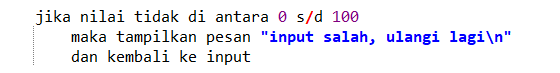 jika nilai tidak di antara 0 s/d 100
maka tampilkan pesan "input salah, ulangi lagi\n"
dan kembali ke input